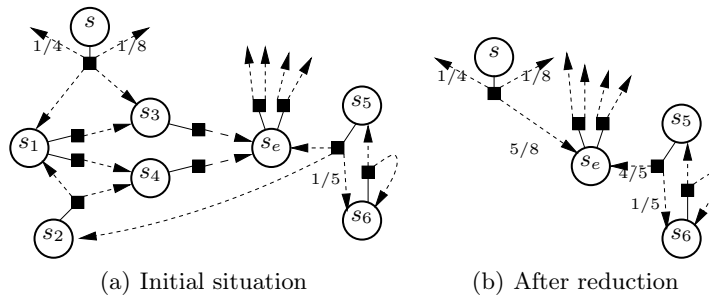 s
s
1/4
1/8
1/4
1/8
s3
s5
s5
s1
se
5/8
se
4/5
s4
1/5
1/5
s2
s6
s6
(a) Initial situation
(b) After reduction